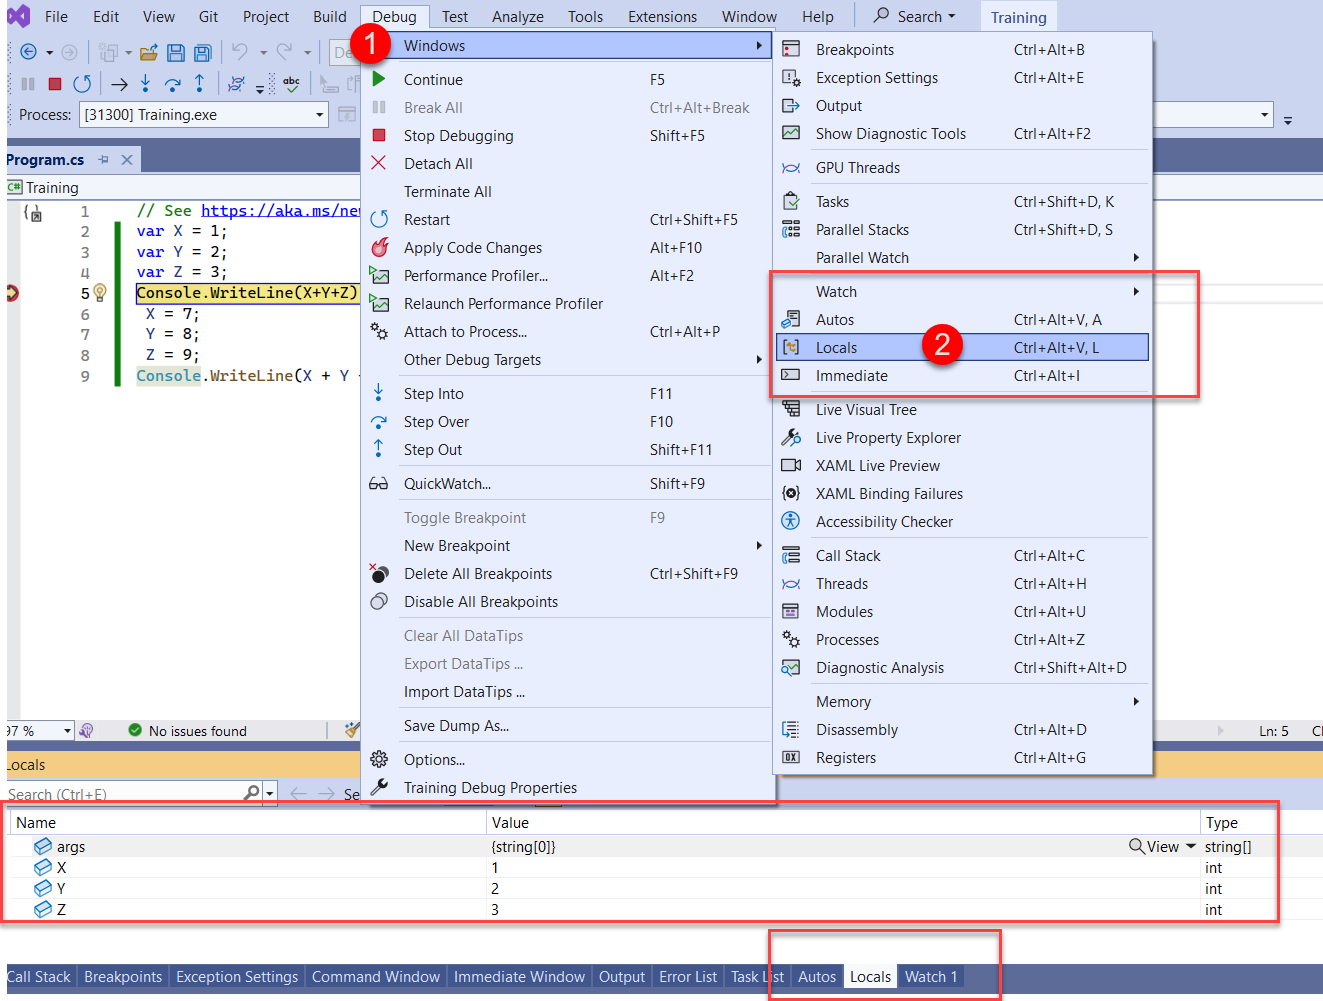 File Edit View Git Project Build Debug Test Analyze Tools Extensions Window Help Search Training
Process: [31300] Training.exe
Program.cs
Training
1 // See https://aka.ms/new
2 var X = 1;
3 var Y = 2;
4 var Z = 3;
5 Console.WriteLine(X+Y+Z)
6 X = 7;
7 Y = 8;
8 Z = 9;
9 Console.WriteLine(X + Y
1
Windows
Continue F5
Break All Ctrl+Alt+Break
Stop Debugging Shift+F5
Detach All
Terminate All
Restart Ctrl+Shift+F5
Apply Code Changes Alt+F10
Performance Profiler... Alt+F2
Relaunch Performance Profiler
Attach to Process... Ctrl+Alt+P
Other Debug Targets
Step Into F11
Step Over F10
Step Out Shift+F11
QuickWatch... Shift+F9
Toggle Breakpoint F9
New Breakpoint
Delete All Breakpoints Ctrl+Shift+F9
Disable All Breakpoints
Clear All DataTips
Export DataTips ...
Import DataTips ...
Save Dump As...
Options...
Training Debug Properties
Breakpoints Ctrl+Alt+B
Exception Settings Ctrl+Alt+E
Output
Show Diagnostic Tools Ctrl+Alt+F2
GPU Threads
Tasks Ctrl+Shift+D, K
Parallel Stacks Ctrl+Shift+D, S
Parallel Watch
Watch
Autos Ctrl+Alt+V, A
Locals 2 Ctrl+Alt+V, L
Immediate Ctrl+Alt+I
Live Visual Tree
Live Property Explorer
XAML Live Preview
XAML Binding Failures
Accessibility Checker
Call Stack Ctrl+Alt+C
Threads Ctrl+Alt+H
Modules Ctrl+Alt+U
Processes Ctrl+Alt+Z
Diagnostic Analysis Ctrl+Shift+Alt+D
Memory
Disassembly Ctrl+Alt+D
Registers Ctrl+Alt+G
97 % No issues found Ln: 5
Locals
Search (Ctrl+E)
Name Value Type
args {string[0]} View string[]
X 1 int
Y 2 int
Z 3 int
Call Stack Breakpoints Exception Settings Command Window Immediate Window Output Error List Task List Autos Locals Watch 1